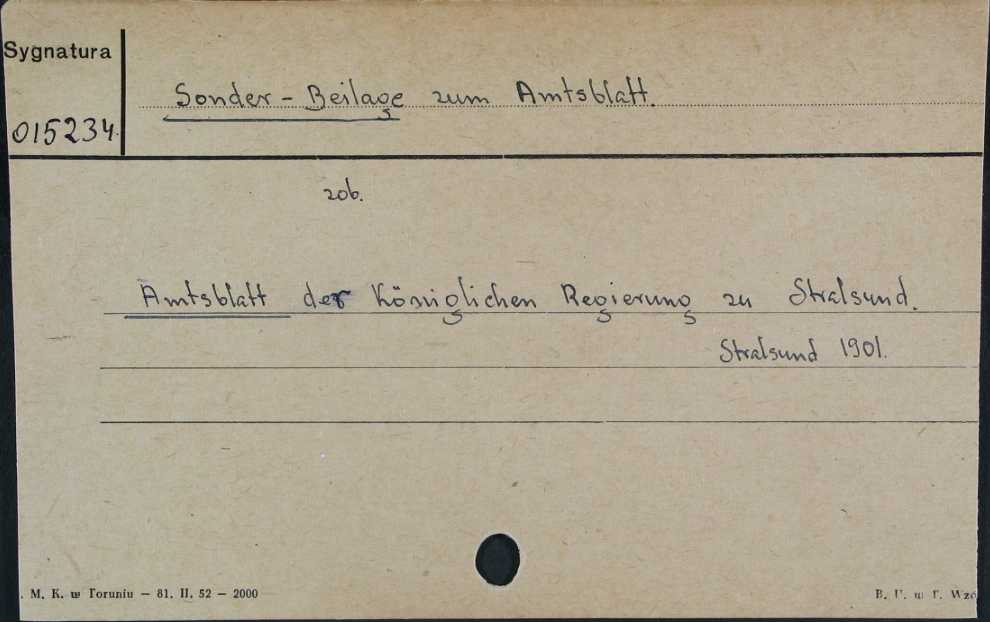 Sygnatura
Sonder-Beilage zum Amtsblatt.
015234
zob.
Amtsblatt der Königlichen Regierung zu Stralsund.
Stralsund 1901.
. M. K. w Toruniu — 81. II. 52 — 2000
B. U. w T. Wzó